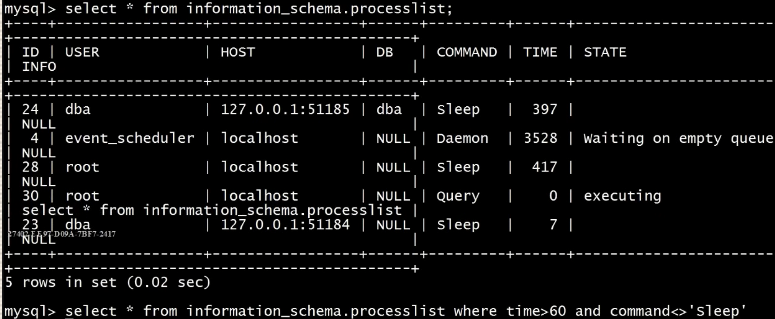 mysql> select * from information_schema.processlist;
+----+-----------------+-----------------+------+---------+------+------------------------
+----------------------------------------------+
| ID | USER | HOST | DB | COMMAND | TIME | STATE
| INFO |
+----+-----------------+-----------------+------+---------+------+------------------------
+----------------------------------------------+
| 24 | dba | 127.0.0.1:51185 | dba | Sleep | 397 |
| NULL |
| 4 | event_scheduler | localhost | NULL | Daemon | 3528 | Waiting on empty queue
| NULL |
| 28 | root | localhost | NULL | Sleep | 417 |
| NULL |
| 30 | root | localhost | NULL | Query | 0 | executing
| select * from information_schema.processlist |
| 23 | dba | 127.0.0.1:51184 | NULL | Sleep | 7 |
| NULL |
+----+-----------------+-----------------+------+---------+------+------------------------
+----------------------------------------------+
5 rows in set (0.02 sec)
mysql> select * from information_schema.processlist where time>60 and command<>'Sleep'